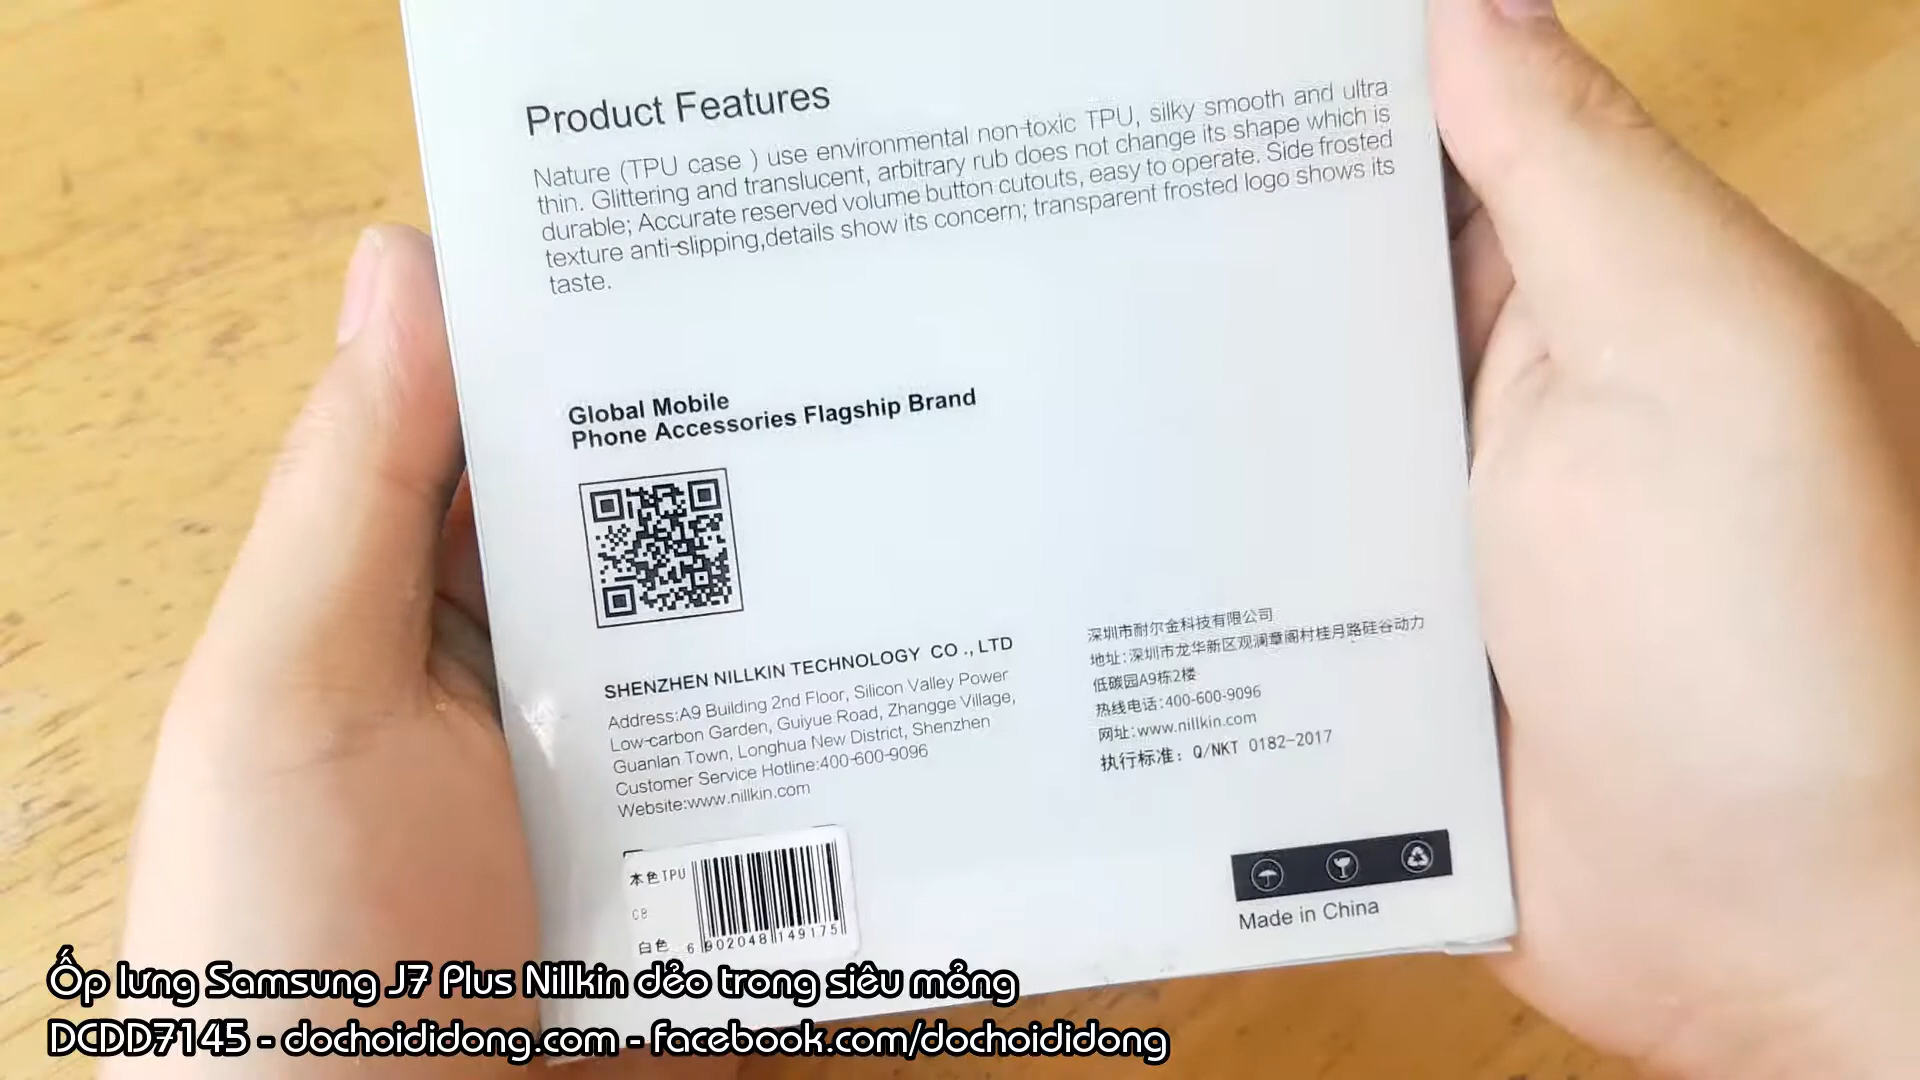 Product Features
Nature (TPU case ) use environmental non-toxic TPU, silky smooth and ultra
thin. Glittering and translucent, arbitrary rub does not change its shape which is
durable; Accurate reserved volume button cutouts, easy to operate. Side frosted
texture anti-slipping,details show its concern; transparent frosted logo shows its
taste.
Global Mobile
Phone Accessories Flagship Brand
SHENZHEN NILLKIN TECHNOLOGY CO ., LTD
Address:A9 Building 2nd Floor, Silicon Valley Power
Low-carbon Garden, Guiyue Road, Zhangge Village,
Guanlan Town, Longhua New District, Shenzhen
Customer Service Hotline:400-600-9096
Website:www.nillkin.com
深圳市耐尔金科技有限公司
地址:深圳市龙华新区观澜章阁村桂月路硅谷动力
低碳园A9栋2楼
热线电话:400-600-9096
网址:www.nillkin.com
执行标准: Q/NKT 0182-2017
本色TPU
CB
白色
6 902048 149175
Made in China
Ốp lưng Samsung J7 Plus Nillkin dẻo trong siêu mỏng
DCDD7145 - dochoididong.com - facebook.com/dochoididong